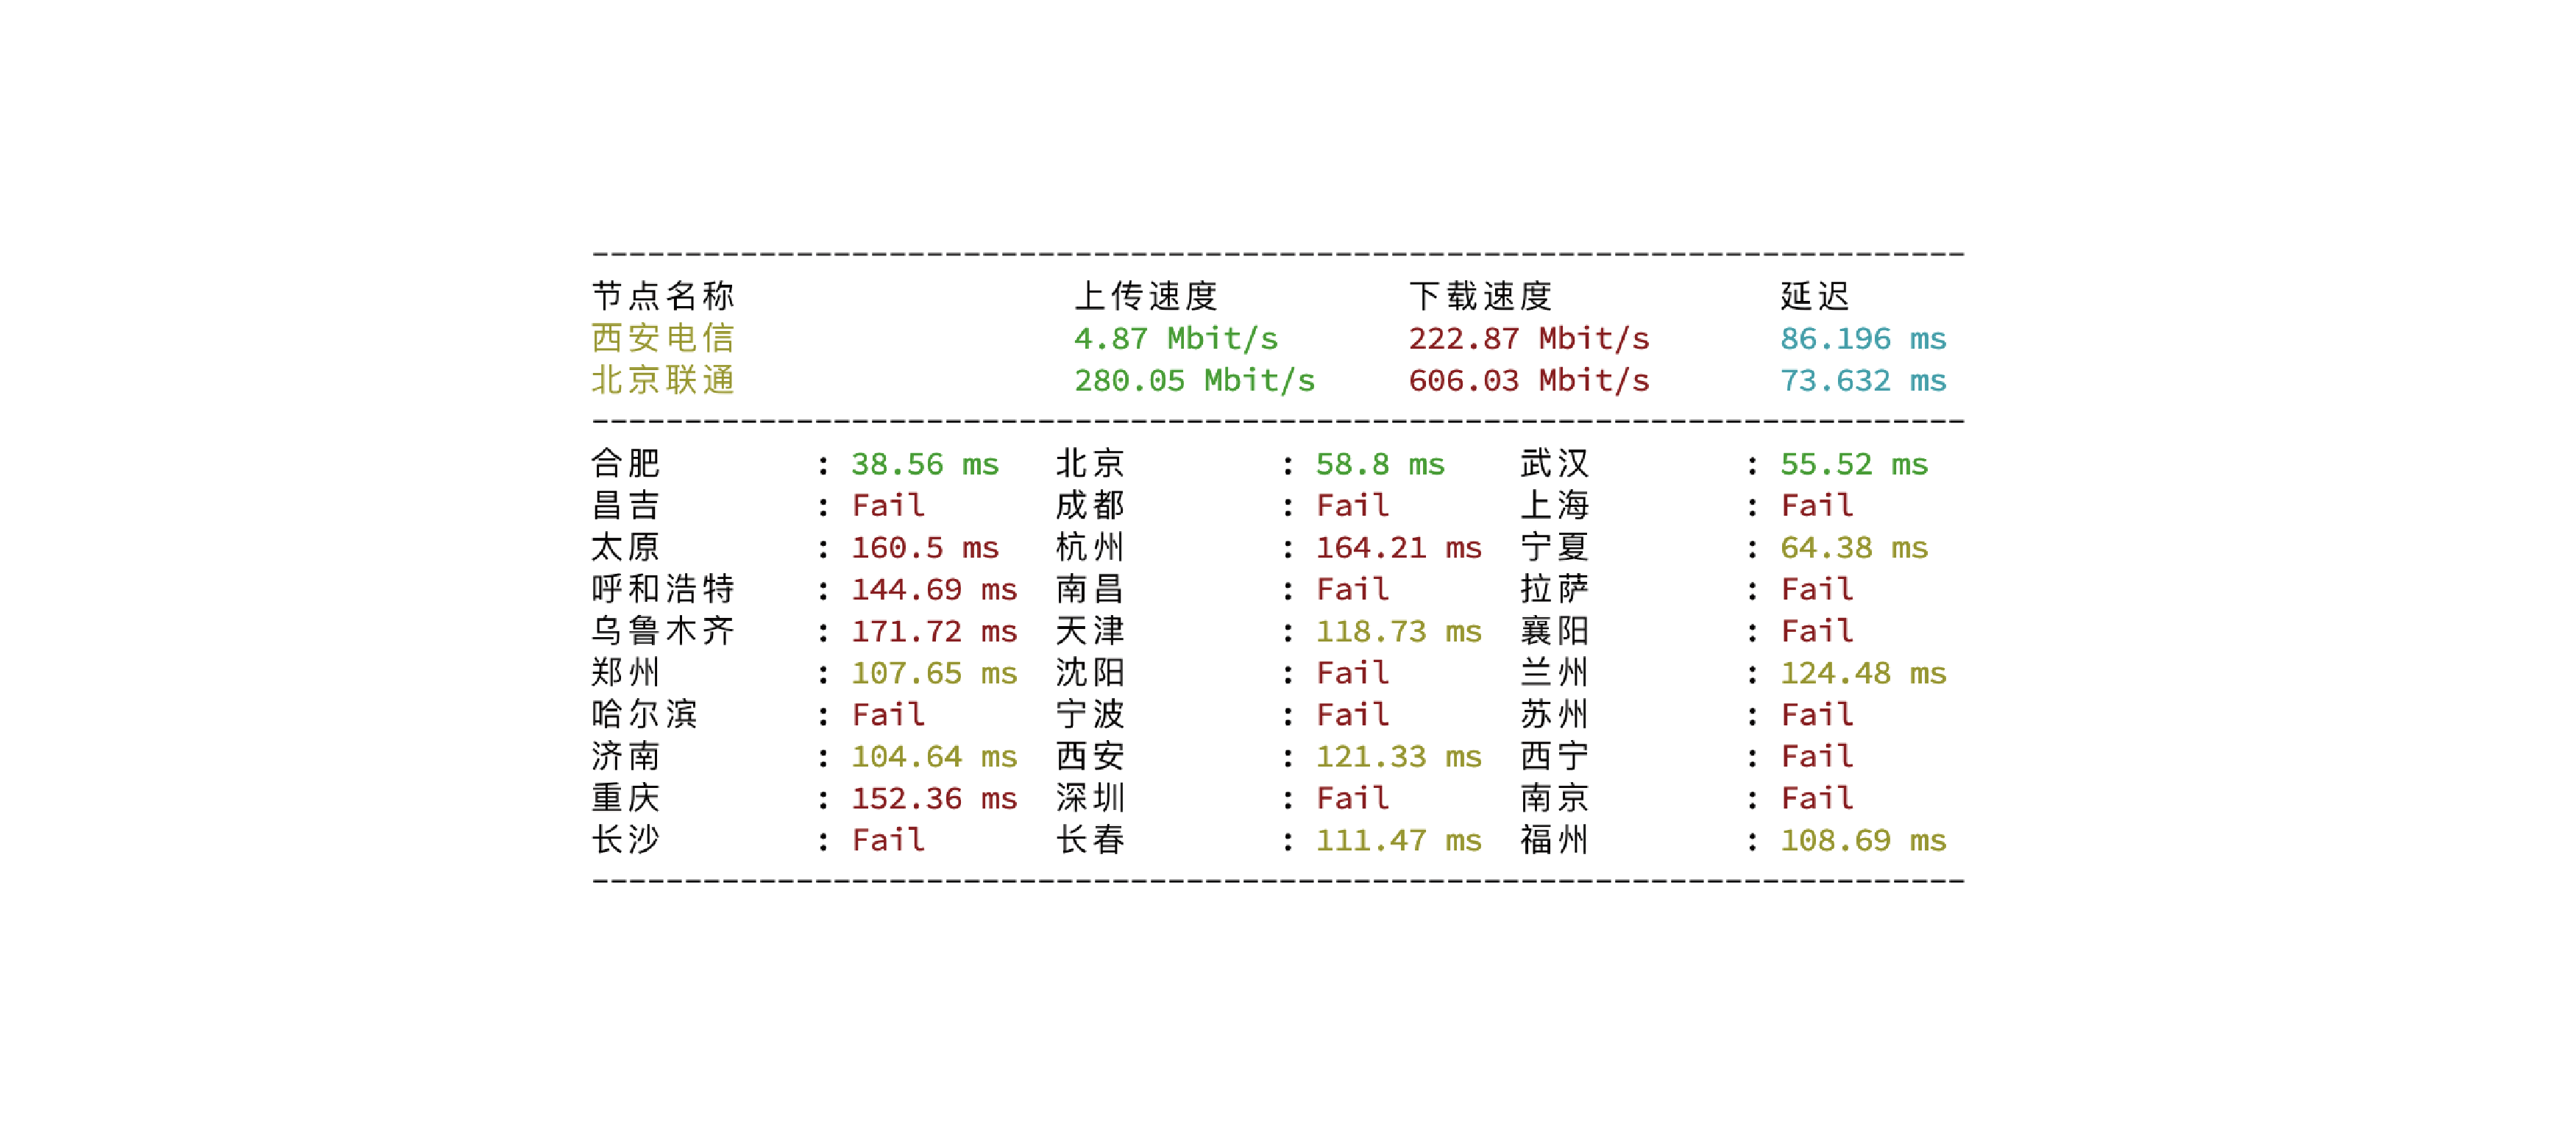 --------------------------------------------------------------------------
节点名称 上传速度 下载速度 延迟
西安电信 4.87 Mbit/s 222.87 Mbit/s 86.196 ms
北京联通 280.05 Mbit/s 606.03 Mbit/s 73.632 ms
--------------------------------------------------------------------------
合肥 : 38.56 ms 北京 : 58.8 ms 武汉 : 55.52 ms
昌吉 : Fail 成都 : Fail 上海 : Fail
太原 : 160.5 ms 杭州 : 164.21 ms 宁夏 : 64.38 ms
呼和浩特 : 144.69 ms 南昌 : Fail 拉萨 : Fail
乌鲁木齐 : 171.72 ms 天津 : 118.73 ms 襄阳 : Fail
郑州 : 107.65 ms 沈阳 : Fail 兰州 : 124.48 ms
哈尔滨 : Fail 宁波 : Fail 苏州 : Fail
济南 : 104.64 ms 西安 : 121.33 ms 西宁 : Fail
重庆 : 152.36 ms 深圳 : Fail 南京 : Fail
长沙 : Fail 长春 : 111.47 ms 福州 : 108.69 ms
--------------------------------------------------------------------------